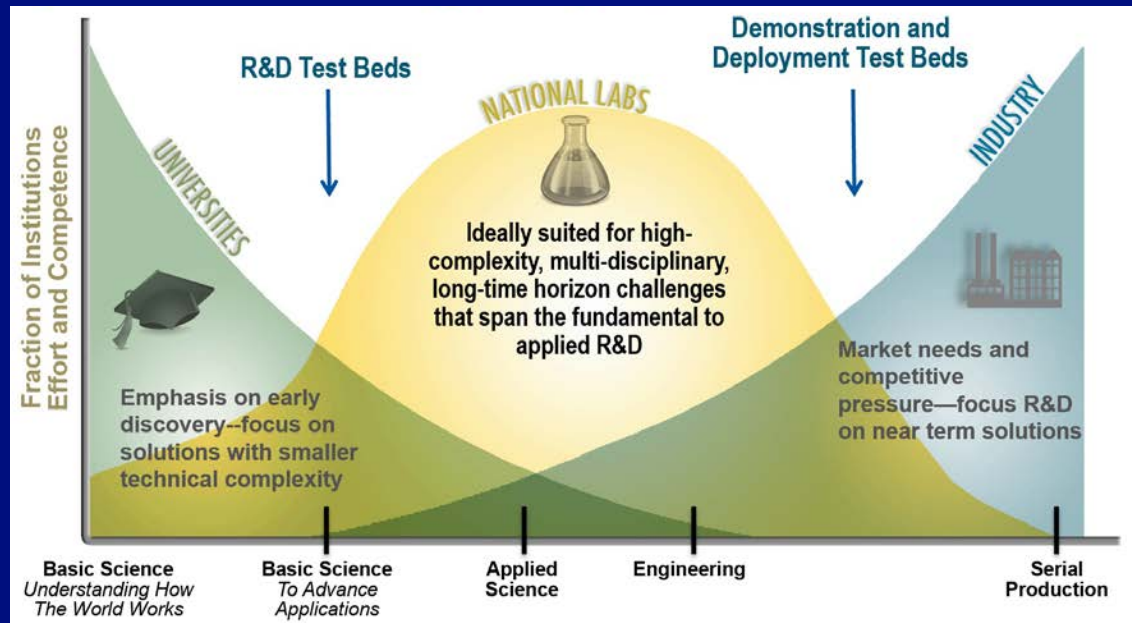 R&D Test Beds
Demonstration and
Deployment Test Beds
NATIONAL LABS
UNIVERSITIES
INDUSTRY
Fraction of Institutions
Effort and Competence
Ideally suited for high-
complexity, multi-disciplinary,
long-time horizon challenges
that span the fundamental to
applied R&D
Emphasis on early
discovery--focus on
solutions with smaller
technical complexity
Market needs and
competitive
pressure—focus R&D
on near term solutions
Basic Science
Understanding How
The World Works
Basic Science
To Advance
Applications
Applied
Science
Engineering
Serial
Production